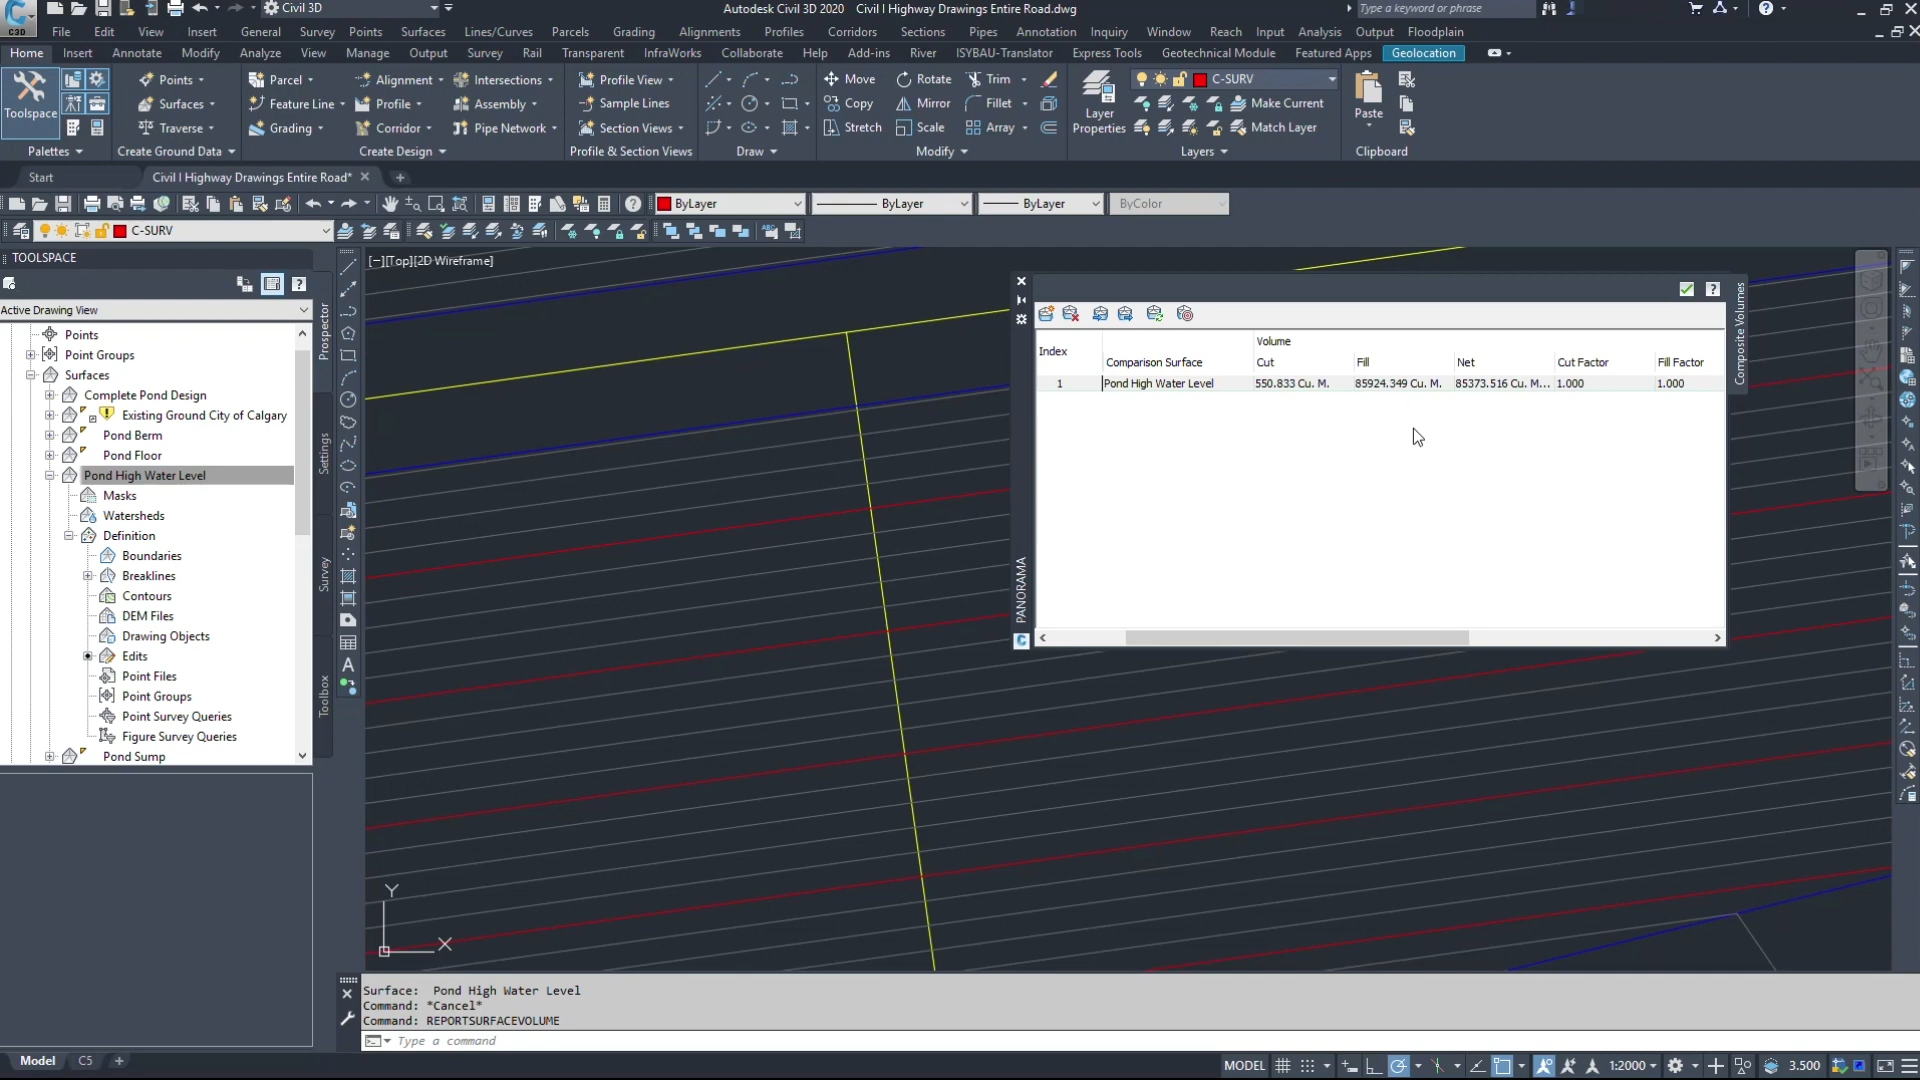 C3D
Civil 3D
Autodesk Civil 3D 2020 Civil I Highway Drawings Entire Road.dwg
Type a keyword or phrase
File Edit View Insert General Survey Points Surfaces Lines/Curves Parcels Grading Alignments Profiles Corridors Sections Pipes Annotation Inquiry Window Reach Input Analysis Output Floodplain
Home Insert Annotate Modify Analyze View Manage Output Survey Rail Transparent InfraWorks Collaborate Help Add-ins River ISYBAU-Translator Express Tools Geotechnical Module Featured Apps Geolocation
Points Parcel Alignment Intersections Profile View Move Rotate Trim C-SURV
Toolspace Surfaces Feature Line Profile Assembly Sample Lines Copy Mirror Fillet Layer Properties Make Current Paste
Traverse Grading Corridor Pipe Network Section Views Stretch Scale Array Match Layer
Palettes Create Ground Data Create Design Profile & Section Views Draw Modify Layers Clipboard
Start Civil I Highway Drawings Entire Road*
ByLayer ByLayer ByLayer ByColor
C-SURV
TOOLSPACE
[−][Top][2D Wireframe]
Active Drawing View
Points
Point Groups
Surfaces
Complete Pond Design
Existing Ground City of Calgary
Pond Berm
Pond Floor
Pond High Water Level
Masks
Watersheds
Definition
Boundaries
Breaklines
Contours
DEM Files
Drawing Objects
Edits
Point Files
Point Groups
Point Survey Queries
Figure Survey Queries
Pond Sump
Prospector
Settings
Survey
Toolbox
Composite Volumes
PANORAMA
Volume
Index Comparison Surface Cut Fill Net Cut Factor Fill Factor
1 Pond High Water Level 550.833 Cu. M. 85924.349 Cu. M. 85373.516 Cu. M... 1.000 1.000
Y
X
Surface: Pond High Water Level
Command: *Cancel*
Command: REPORTSURFACEVOLUME
Type a command
Model C5
MODEL 1:2000 3.500